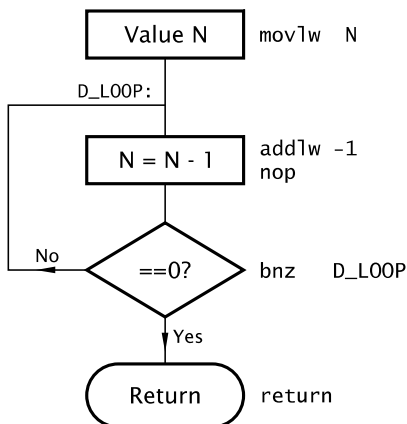 Value N movlw N
D_LOOP:
N = N - 1 addlw -1
nop
==0? bnz D_LOOP
No
Yes
Return return